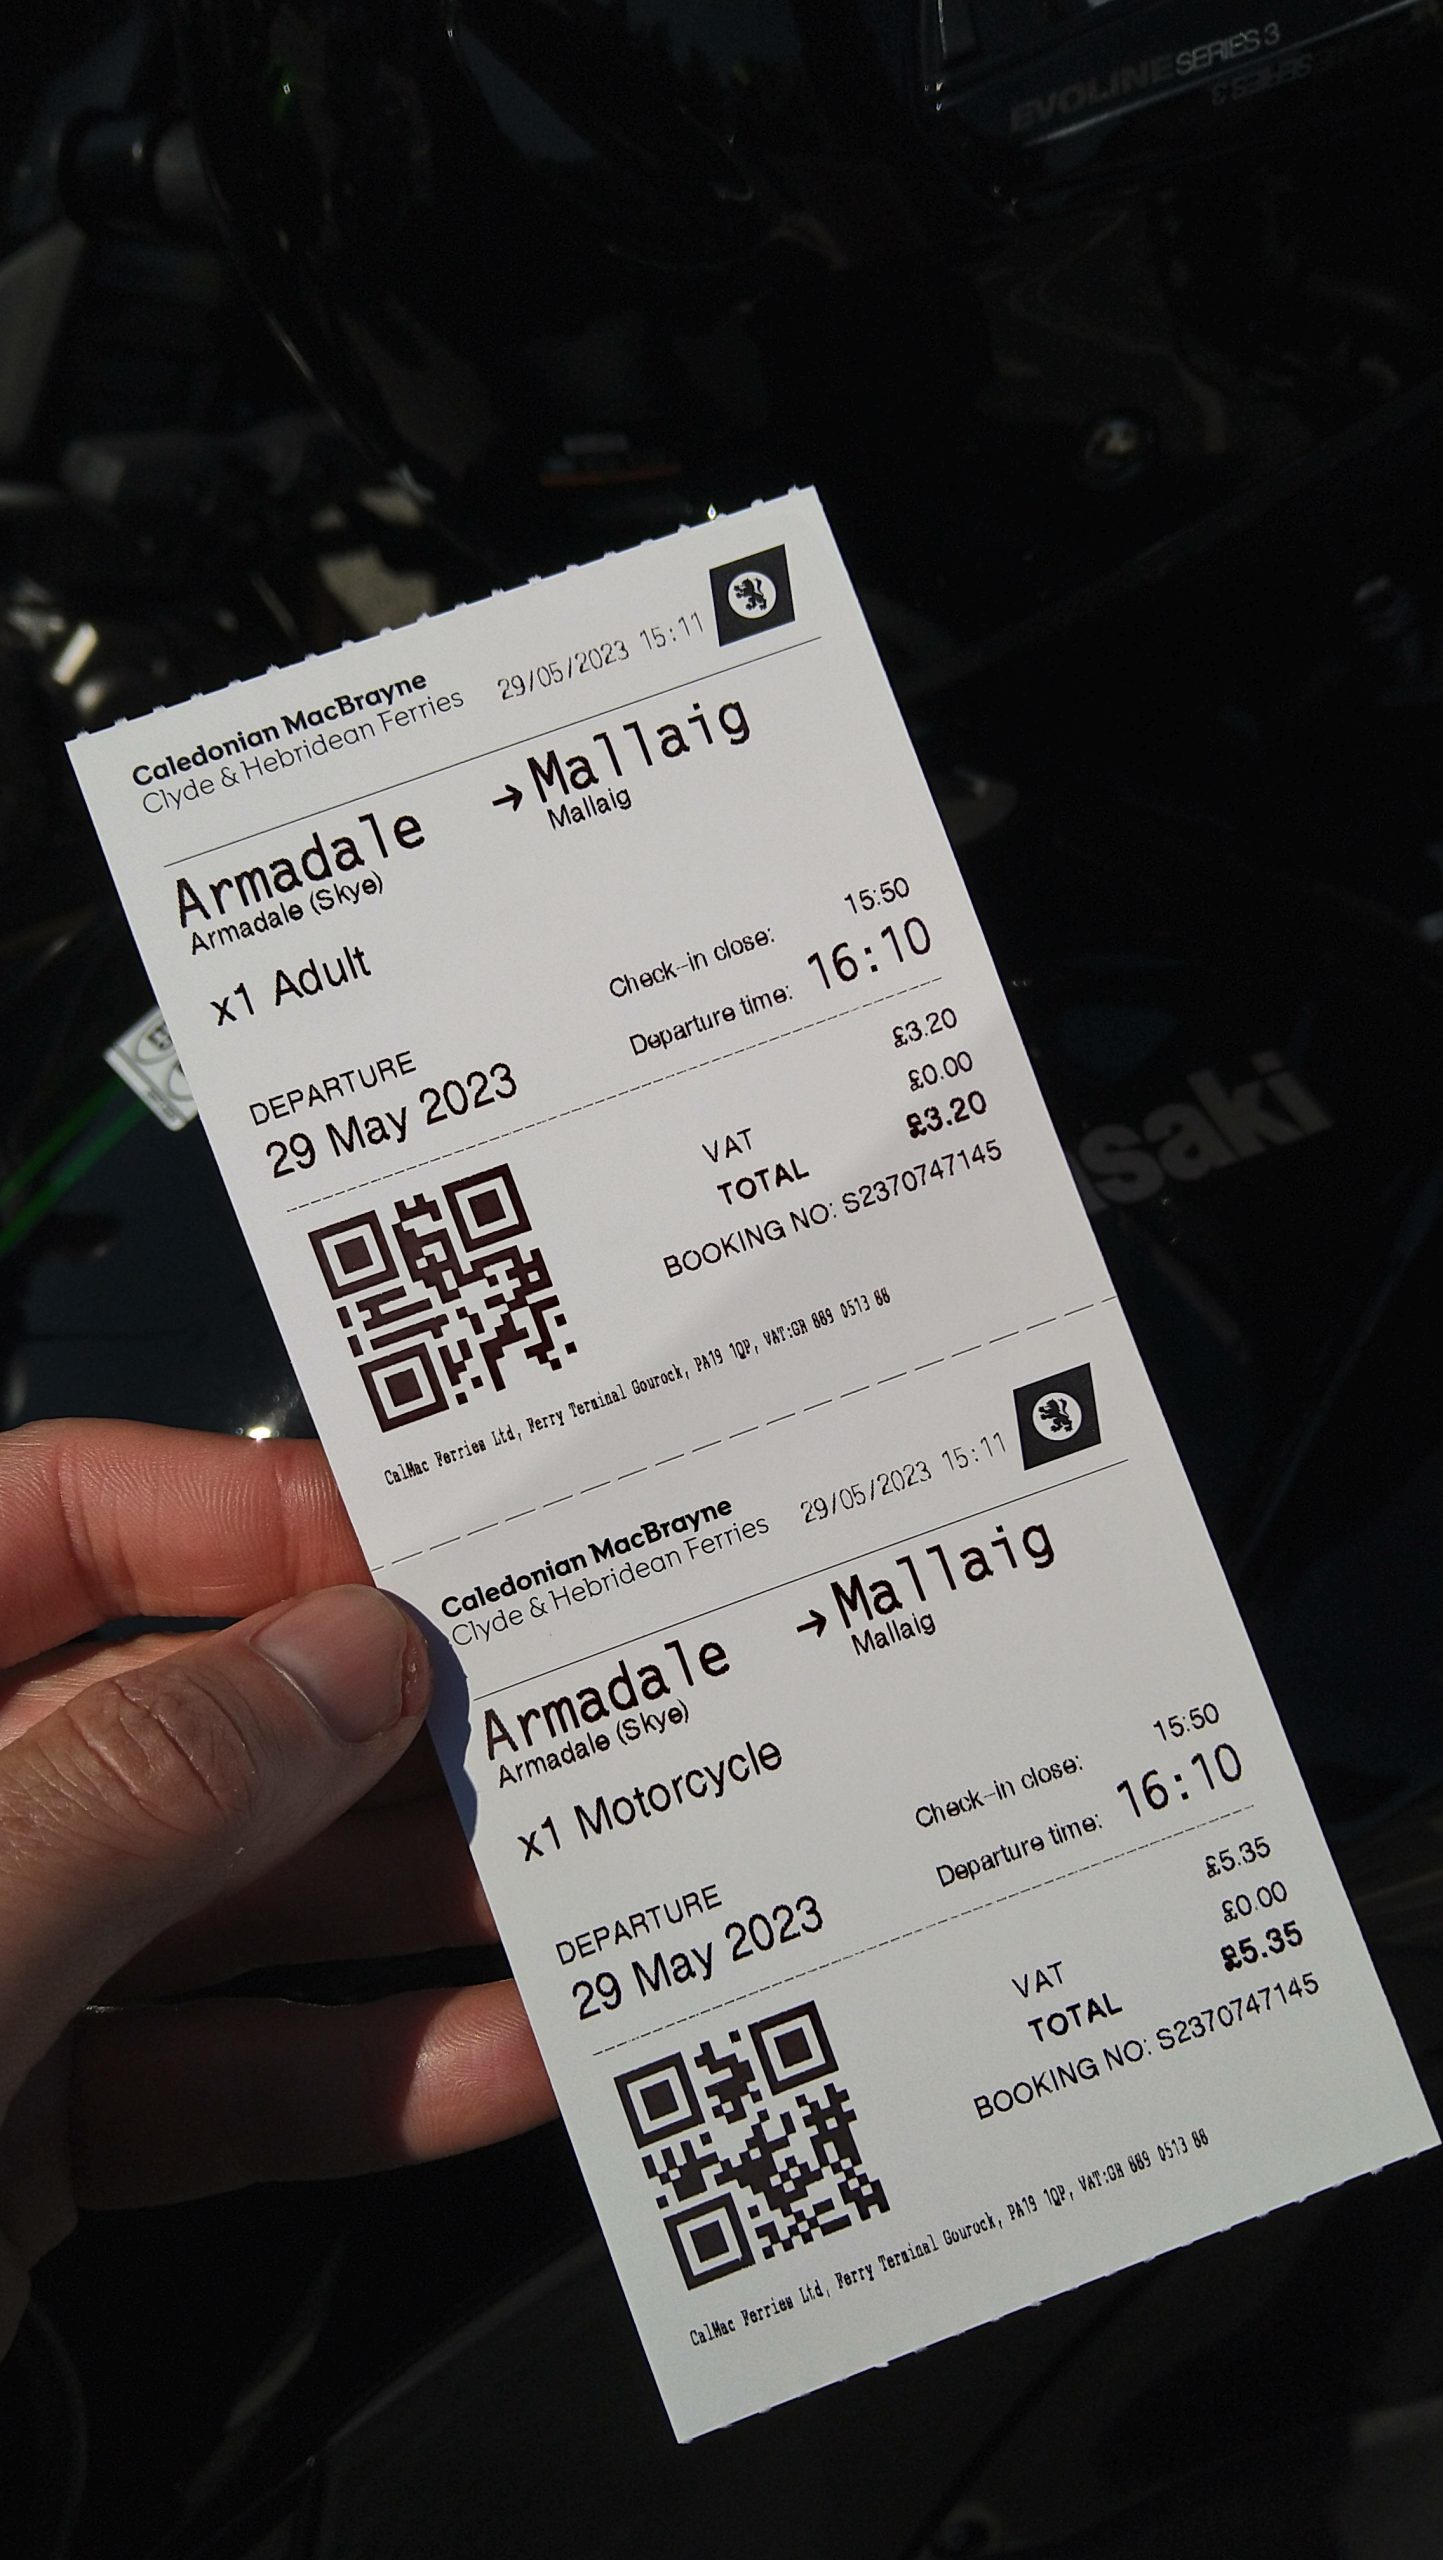 EVOLINE SERIES 3
Caledonian MacBrayne
Clyde & Hebridean Ferries
29/05/2023 15:11
Armadale → Mallaig
Armadale (Skye) Mallaig
x1 Adult
Check-in close: 15:50
Departure time: 16:10
DEPARTURE
29 May 2023
£3.20
VAT £0.00
TOTAL £3.20
BOOKING NO: S2370747145
CalMac Ferries Ltd, Ferry Terminal Gourock, PA19 1QP, VAT:GB 889 0513 88
Caledonian MacBrayne
Clyde & Hebridean Ferries
29/05/2023 15:11
Armadale → Mallaig
Armadale (Skye) Mallaig
x1 Motorcycle
Check-in close: 15:50
Departure time: 16:10
DEPARTURE
29 May 2023
£5.35
VAT £0.00
TOTAL £5.35
BOOKING NO: S2370747145
CalMac Ferries Ltd, Ferry Terminal Gourock, PA19 1QP, VAT:GB 889 0513 88
saki